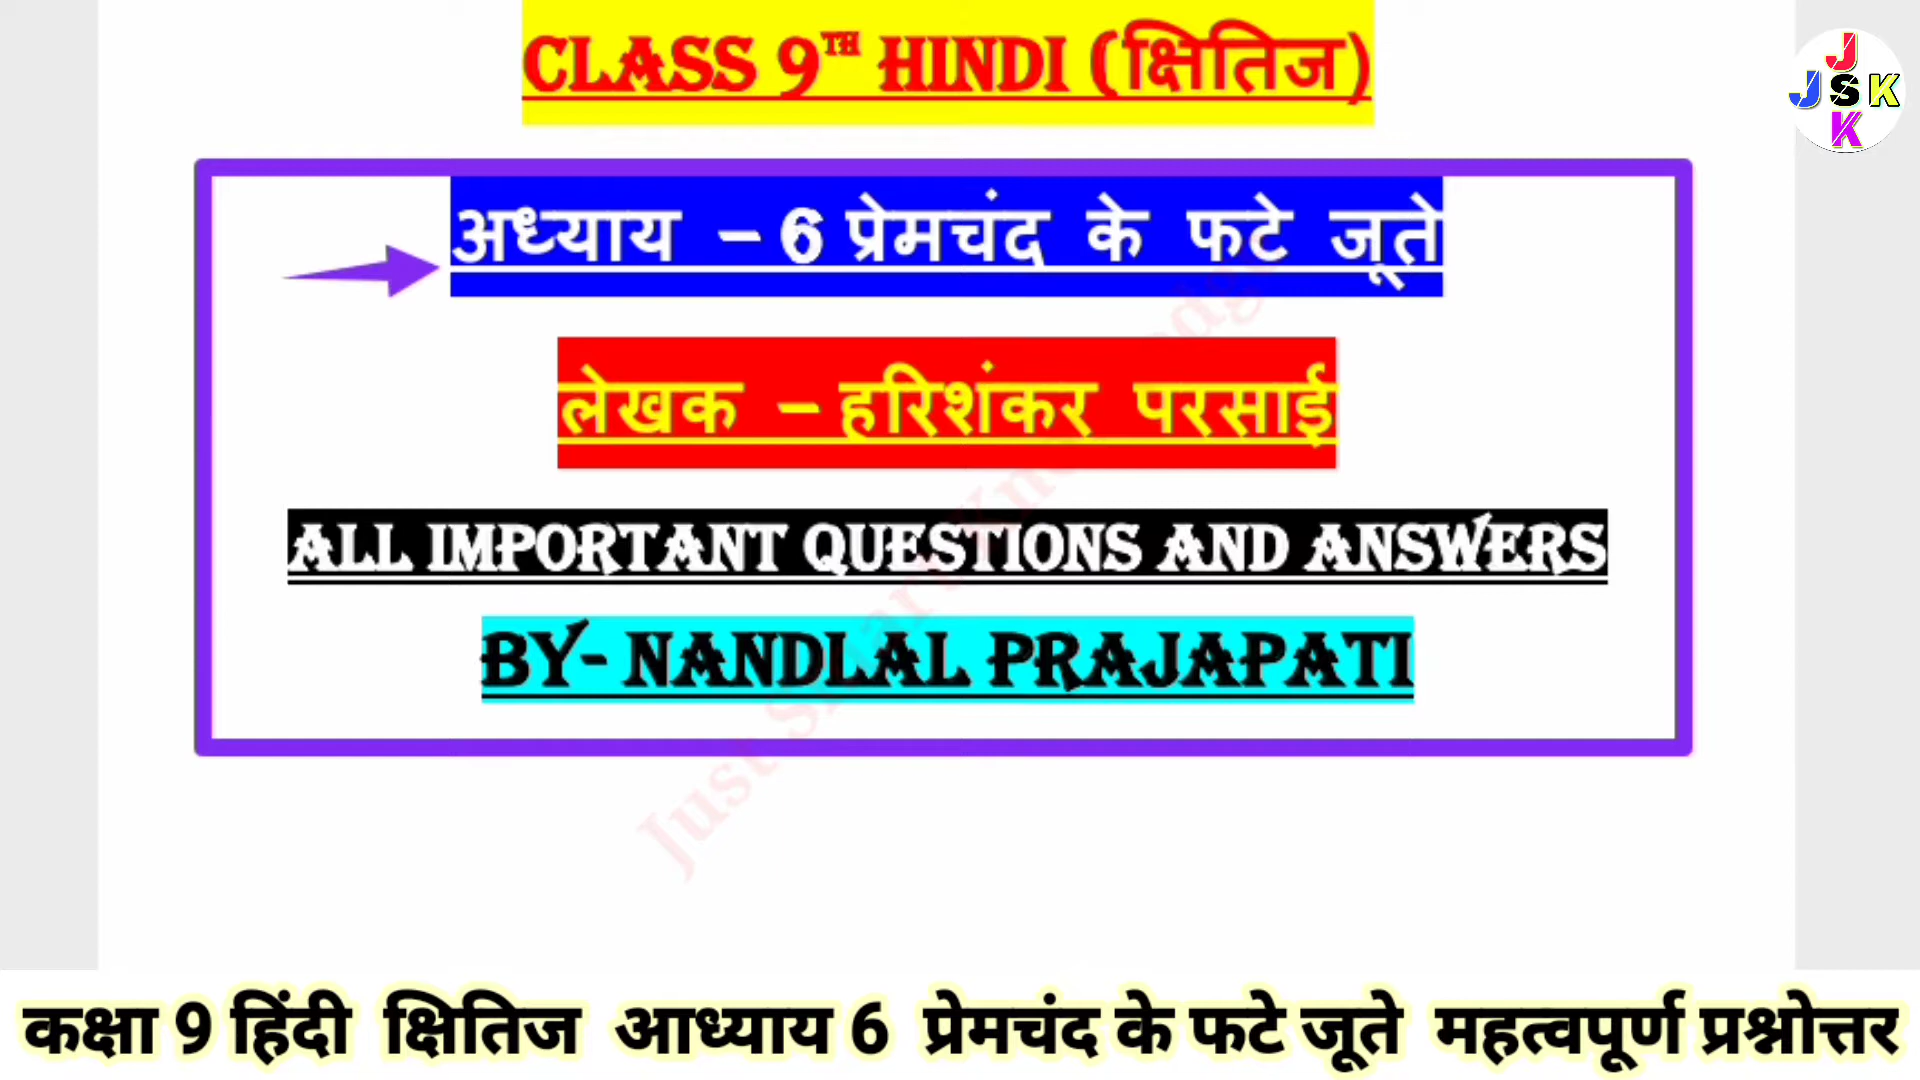 CLASS 9TH HINDI (क्षितिज)
J
J S K
K
अध्याय – 6 प्रेमचंद के फटे जूते
लेखक – हरिशंकर परसाई
ALL IMPORTANT QUESTIONS AND ANSWERS
BY- NANDLAL PRAJAPATI
Just
कक्षा 9 हिंदी क्षितिज आध्याय 6 प्रेमचंद के फटे जूते महत्वपूर्ण प्रश्नोत्तर